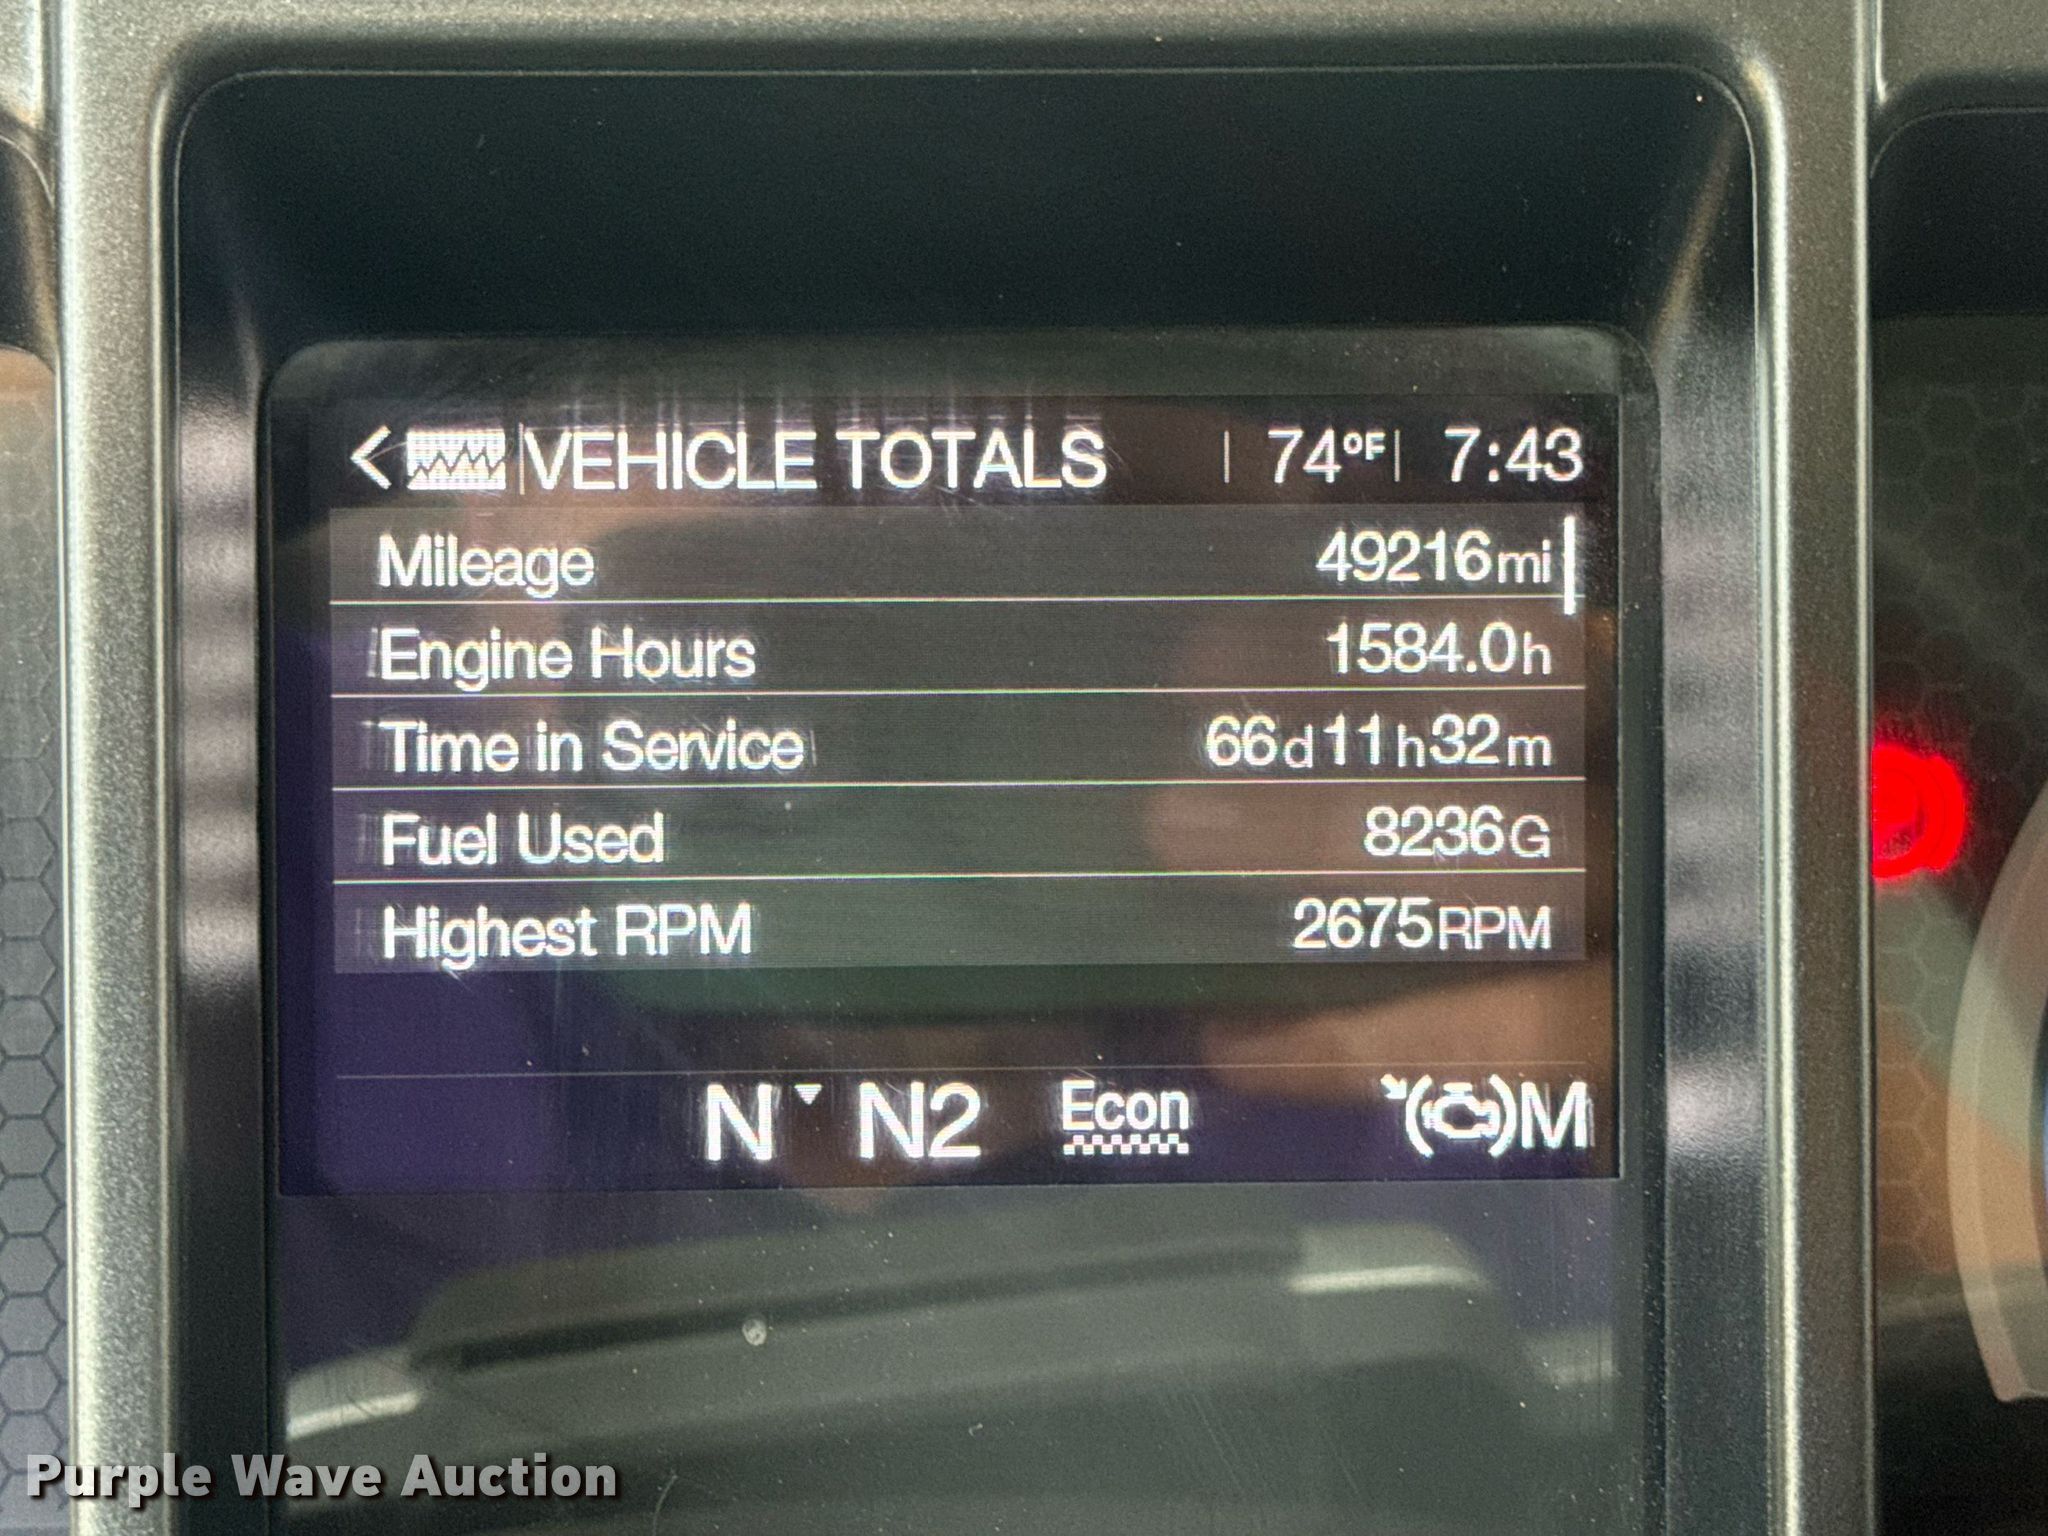 VEHICLE TOTALS 74°F 7:43
Mileage 49216mi
Engine Hours 1584.0h
Time in Service 66d11h32m
Fuel Used 8236G
Highest RPM 2675RPM
N N2 Econ M
Purple Wave Auction